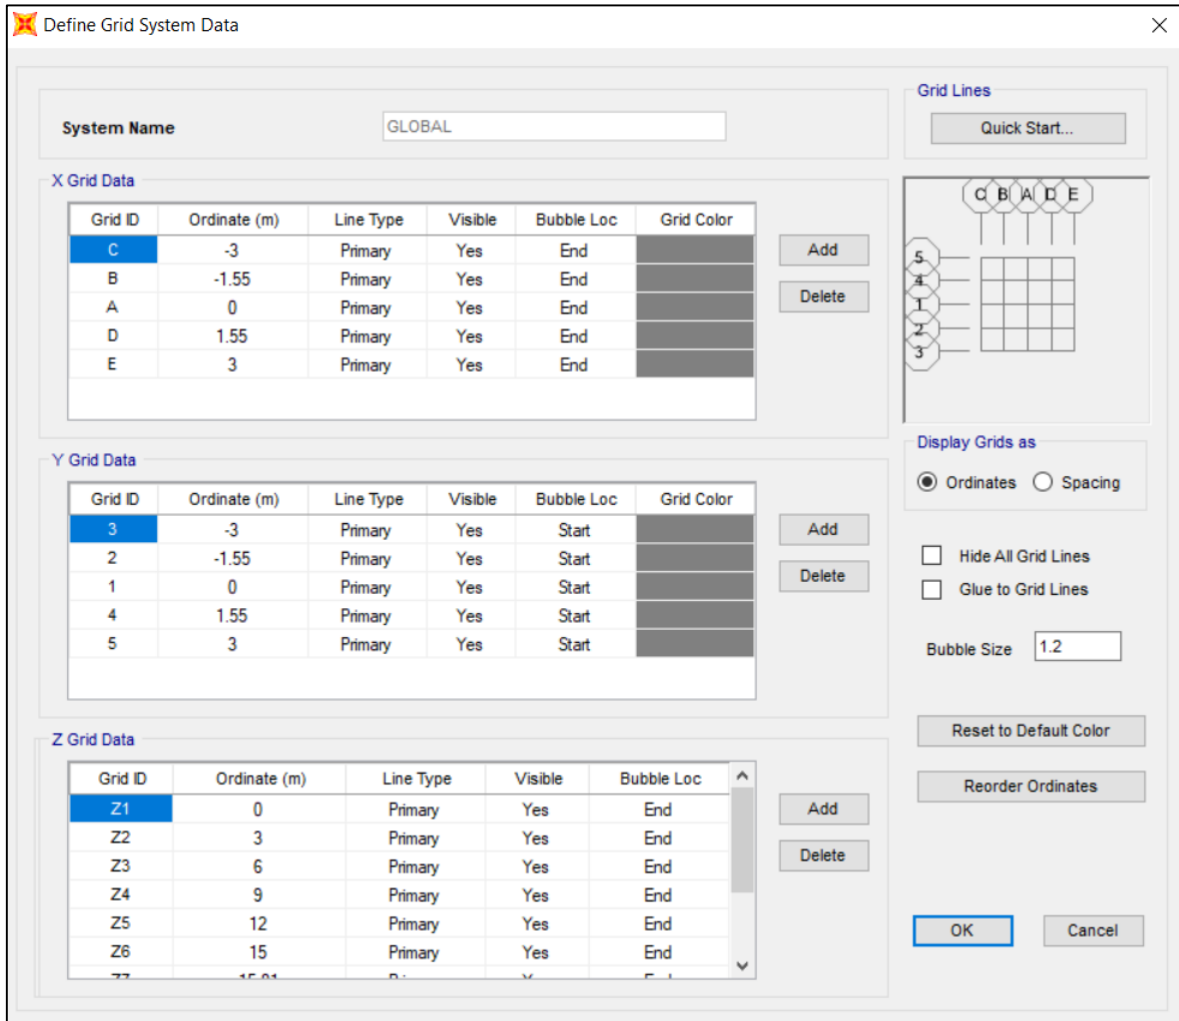 Define Grid System Data
System Name GLOBAL
Grid Lines
Quick Start...
X Grid Data
Grid ID Ordinate (m) Line Type Visible Bubble Loc Grid Color
C -3 Primary Yes End
B -1.55 Primary Yes End
A 0 Primary Yes End
D 1.55 Primary Yes End
E 3 Primary Yes End
Add
Delete
C B A D E
5
4
1
2
3
Y Grid Data
Grid ID Ordinate (m) Line Type Visible Bubble Loc Grid Color
3 -3 Primary Yes Start
2 -1.55 Primary Yes Start
1 0 Primary Yes Start
4 1.55 Primary Yes Start
5 3 Primary Yes Start
Add
Delete
Display Grids as
Ordinates Spacing
Hide All Grid Lines
Glue to Grid Lines
Bubble Size 1.2
Z Grid Data
Grid ID Ordinate (m) Line Type Visible Bubble Loc
Z1 0 Primary Yes End
Z2 3 Primary Yes End
Z3 6 Primary Yes End
Z4 9 Primary Yes End
Z5 12 Primary Yes End
Z6 15 Primary Yes End
Add
Delete
Reset to Default Color
Reorder Ordinates
OK Cancel